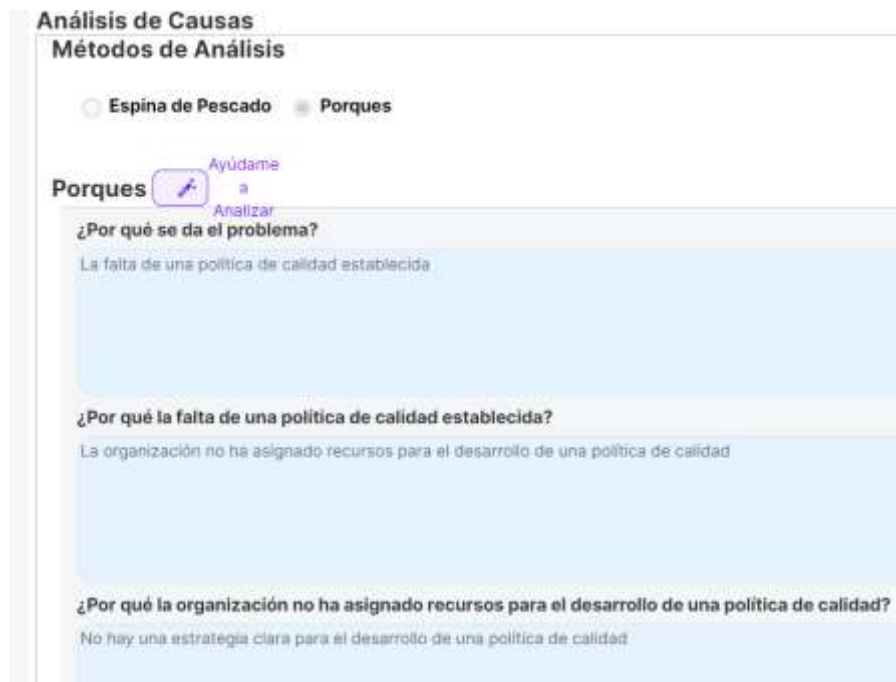 Análisis de Causas
Métodos de Análisis
Espina de Pescado Porques
Porques Ayúdame
a
Analizar
¿Por qué se da el problema?
La falta de una política de calidad establecida
¿Por qué la falta de una política de calidad establecida?
La organización no ha asignado recursos para el desarrollo de una política de calidad
¿Por qué la organización no ha asignado recursos para el desarrollo de una política de calidad?
No hay una estrategia clara para el desarrollo de una política de calidad